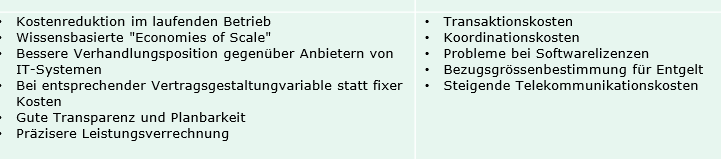 • Kostenreduktion im laufenden Betrieb
• Wissensbasierte "Economies of Scale"
• Bessere Verhandlungsposition gegenüber Anbietern von
IT-Systemen
• Bei entsprechender Vertragsgestaltungvariable statt fixer
Kosten
• Gute Transparenz und Planbarkeit
• Präzisere Leistungsverrechnung
• Transaktionskosten
• Koordinationskosten
• Probleme bei Softwarelizenzen
• Bezugsgrössenbestimmung für Entgelt
• Steigende Telekommunikationskosten